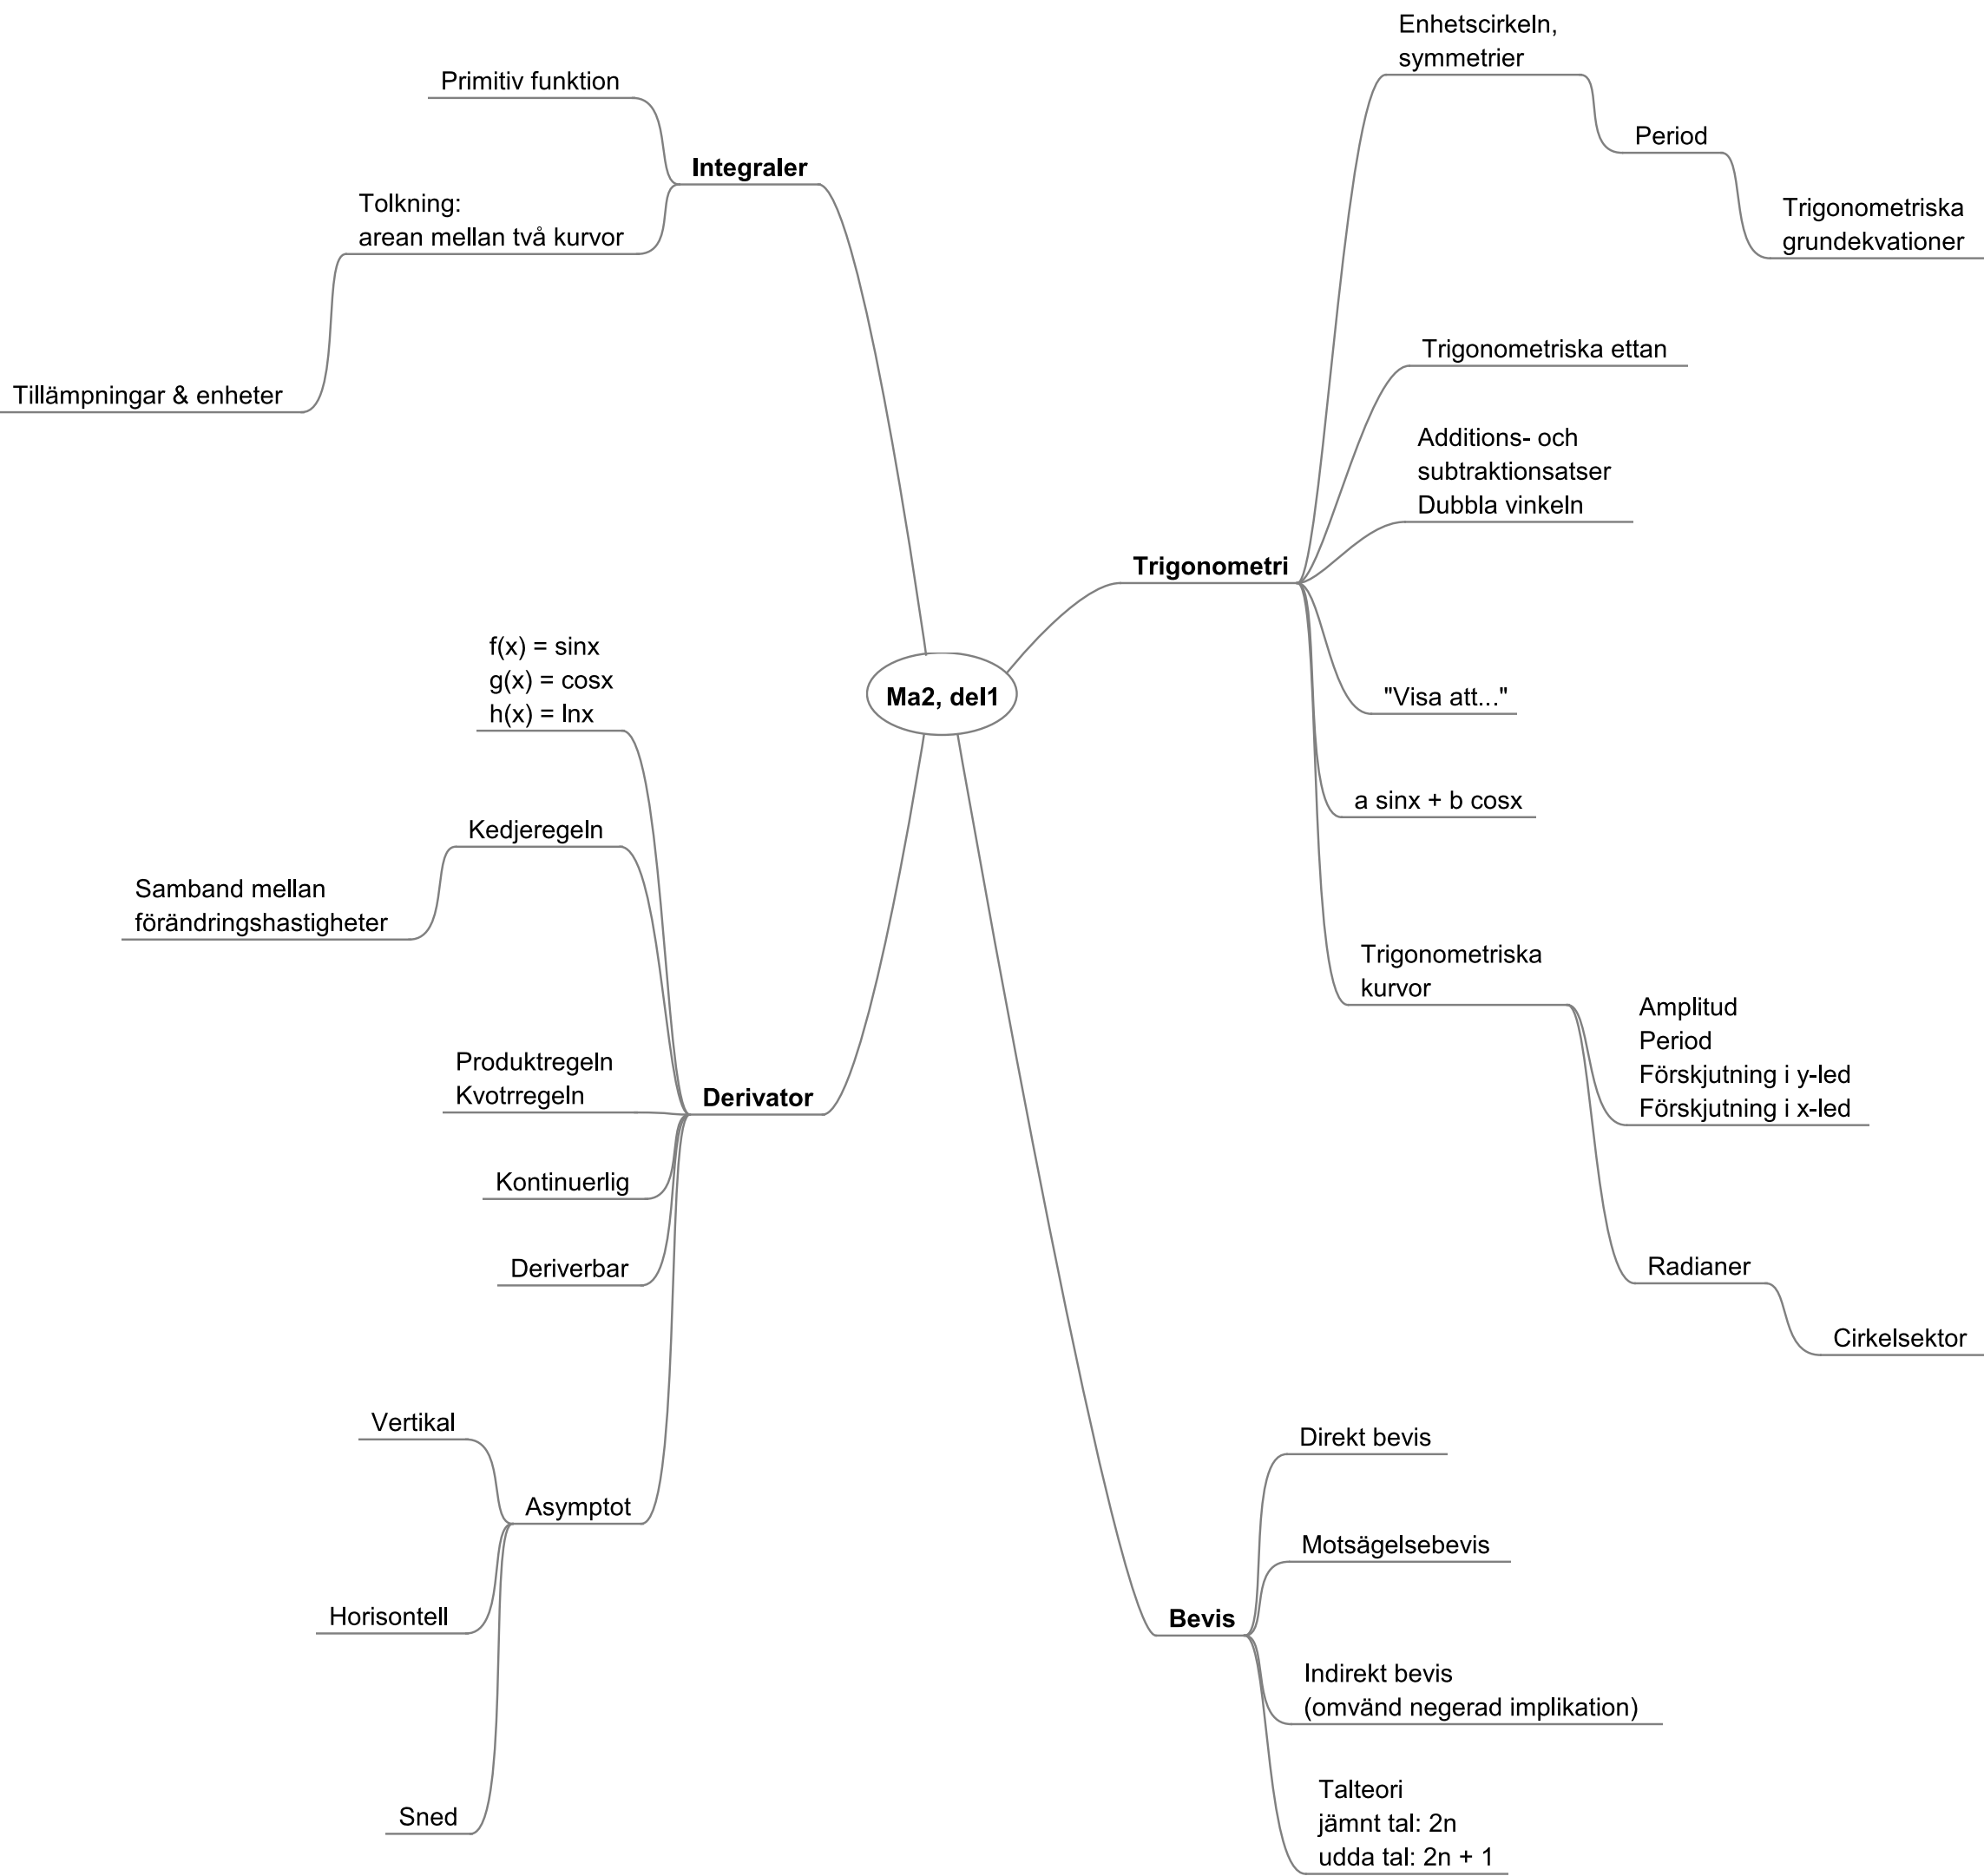 Ma2, del1
Integraler
Primitiv funktion
Tolkning:
arean mellan två kurvor
Tillämpningar & enheter
Trigonometri
Enhetscirkeln,
symmetrier
Period
Trigonometriska
grundekvationer
Trigonometriska ettan
Additions- och
subtraktionsatser
Dubbla vinkeln
"Visa att..."
a sinx + b cosx
Trigonometriska
kurvor
Amplitud
Period
Förskjutning i y-led
Förskjutning i x-led
Radianer
Cirkelsektor
Derivator
f(x) = sinx
g(x) = cosx
h(x) = lnx
Kedjeregeln
Samband mellan
förändringshastigheter
Produktregeln
Kvotrregeln
Kontinuerlig
Deriverbar
Asymptot
Vertikal
Horisontell
Sned
Bevis
Direkt bevis
Motsägelsebevis
Indirekt bevis
(omvänd negerad implikation)
Talteori
jämnt tal: 2n
udda tal: 2n + 1